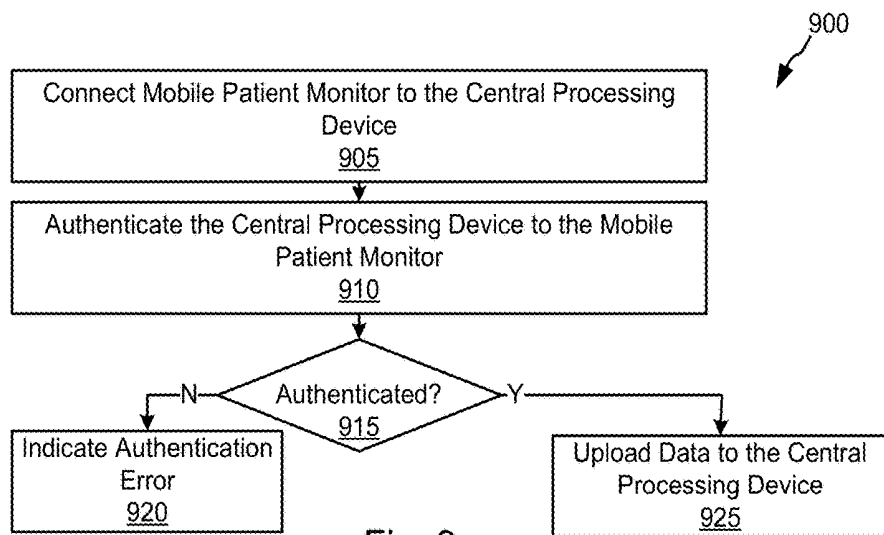 900
Connect Mobile Patient Monitor to the Central Processing
Device
905
Authenticate the Central Processing Device to the Mobile
Patient Monitor
910
Authenticated?
915
N
Y
Indicate Authentication
Error
920
Upload Data to the Central
Processing Device
925